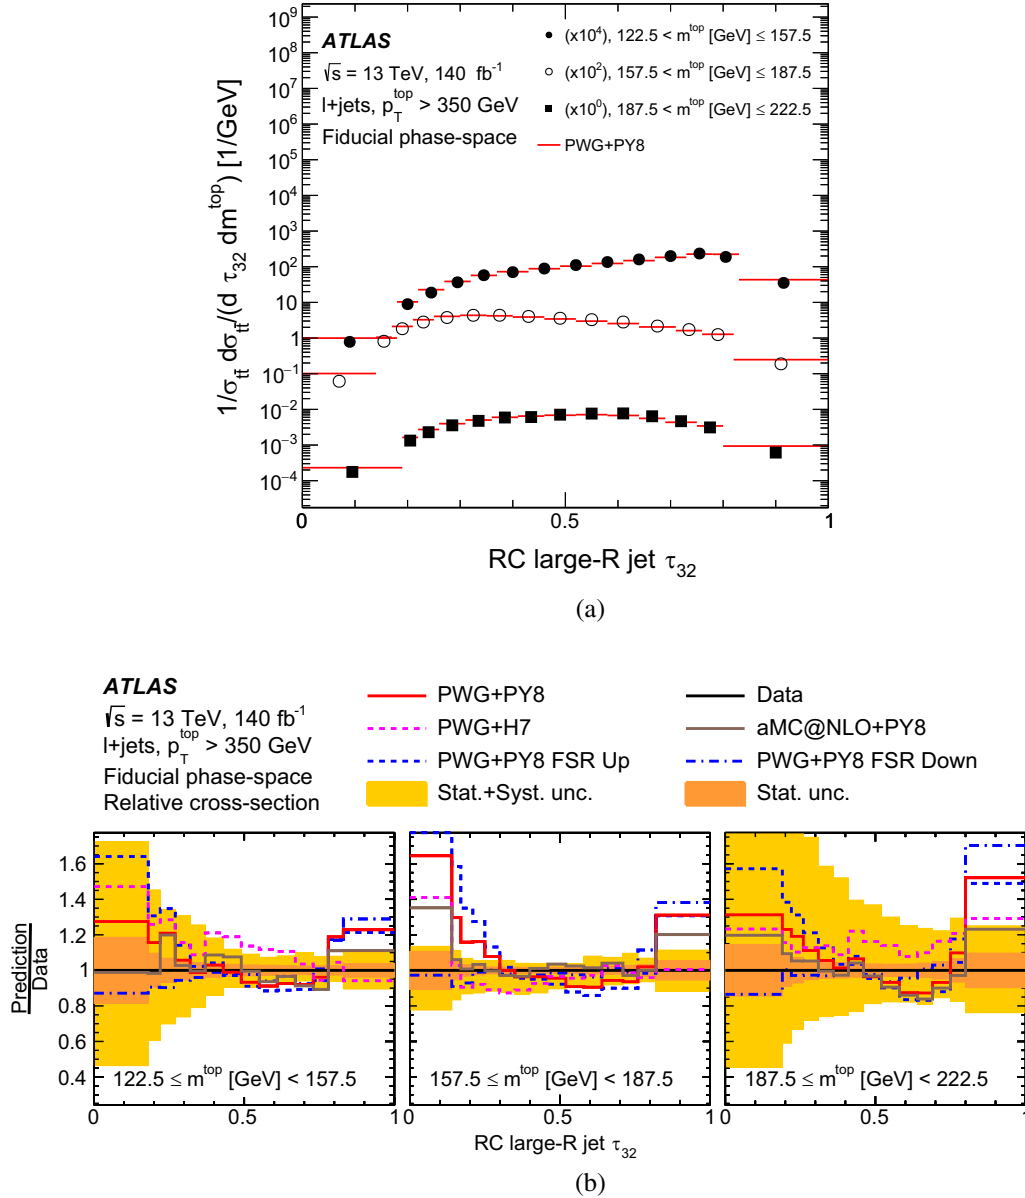 ATLAS
√s = 13 TeV, 140 fb⁻¹
l+jets, p_T^top > 350 GeV
Fiducial phase-space
(x10⁴), 122.5 < m^top [GeV] ≤ 157.5
(x10²), 157.5 < m^top [GeV] ≤ 187.5
(x10⁰), 187.5 < m^top [GeV] ≤ 222.5
PWG+PY8
1/σ_tt̄ dσ_tt̄/(d τ₃₂ dm^top) [1/GeV]
10⁹
10⁸
10⁷
10⁶
10⁵
10⁴
10³
10²
10
1
10⁻¹
10⁻²
10⁻³
10⁻⁴
0 0.5 1
RC large-R jet τ₃₂
(a)
ATLAS
√s = 13 TeV, 140 fb⁻¹
l+jets, p_T^top > 350 GeV
Fiducial phase-space
Relative cross-section
PWG+PY8
PWG+H7
PWG+PY8 FSR Up
Stat.+Syst. unc.
Data
aMC@NLO+PY8
PWG+PY8 FSR Down
Stat. unc.
Prediction
Data
1.6
1.4
1.2
1
0.8
0.6
0.4
122.5 ≤ m^top [GeV] < 157.5
157.5 ≤ m^top [GeV] < 187.5
187.5 ≤ m^top [GeV] < 222.5
0 0.5 1 0 0.5 1 0 0.5 1
RC large-R jet τ₃₂
(b)